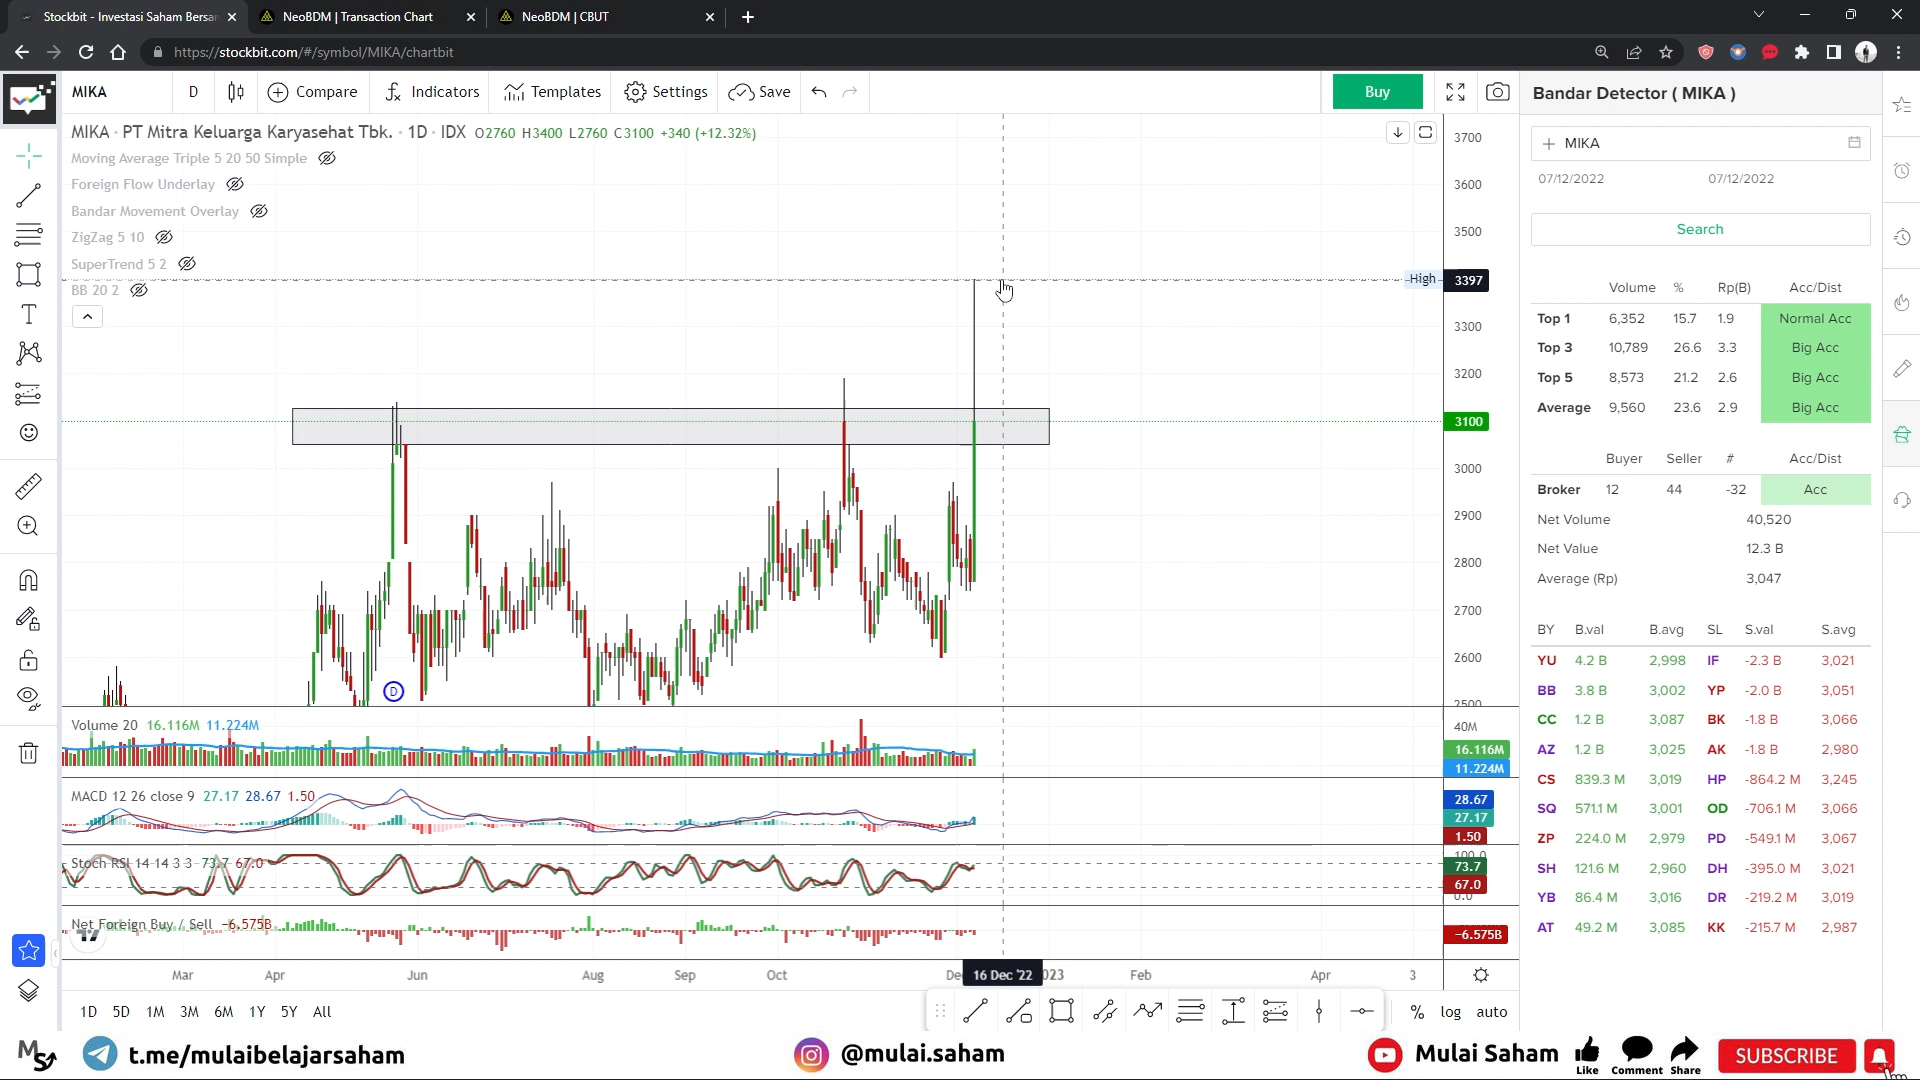 Stockbit - Investasi Saham Bersar
NeoBDM | Transaction Chart
NeoBDM | CBUT
https://stockbit.com/#/symbol/MIKA/chartbit
MIKA
D
Compare
Indicators
Templates
Settings
Save
Buy
MIKA · PT Mitra Keluarga Karyasehat Tbk. · 1D · IDX O2760 H3400 L2760 C3100 +340 (+12.32%)
Moving Average Triple 5 20 50 Simple
Foreign Flow Underlay
Bandar Movement Overlay
ZigZag 5 10
SuperTrend 5 2
BB 20 2
3700
3600
3500
High
3397
3300
3200
3100
3000
2900
2800
2700
2600
2500
D
Volume 20 16.116M 11.224M
40M
16.116M
11.224M
MACD 12 26 close 9 27.17 28.67 1.50
28.67
27.17
1.50
Stoch RSI 14 14 3 3 73.7 67.0
100.0
73.7
67.0
0.0
Net Foreign Buy / Sell −6.575B
−6.575B
Mar Apr Jun Aug Sep Oct 16 Dec '22 Feb Apr 3
1D 5D 1M 3M 6M 1Y 5Y All
% log auto
Bandar Detector ( MIKA )
MIKA
07/12/2022 07/12/2022
Search
Volume % Rp(B) Acc/Dist
Top 1 6,352 15.7 1.9 Normal Acc
Top 3 10,789 26.6 3.3 Big Acc
Top 5 8,573 21.2 2.6 Big Acc
Average 9,560 23.6 2.9 Big Acc
Buyer Seller # Acc/Dist
Broker 12 44 -32 Acc
Net Volume 40,520
Net Value 12.3 B
Average (Rp) 3,047
BY B.val B.avg SL S.val S.avg
YU 4.2 B 2,998 IF -2.3 B 3,021
BB 3.8 B 3,002 YP -2.0 B 3,051
CC 1.2 B 3,087 BK -1.8 B 3,066
AZ 1.2 B 3,025 AK -1.8 B 2,980
CS 839.3 M 3,019 HP -864.2 M 3,245
SQ 571.1 M 3,001 OD -706.1 M 3,066
ZP 224.0 M 2,979 PD -549.1 M 3,067
SH 121.6 M 2,960 DH -395.0 M 3,021
YB 86.4 M 3,016 DR -219.2 M 3,019
AT 49.2 M 3,085 KK -215.7 M 2,987
t.me/mulaibelajarsaham
@mulai.saham
Mulai Saham
Like
Comment
Share
SUBSCRIBE